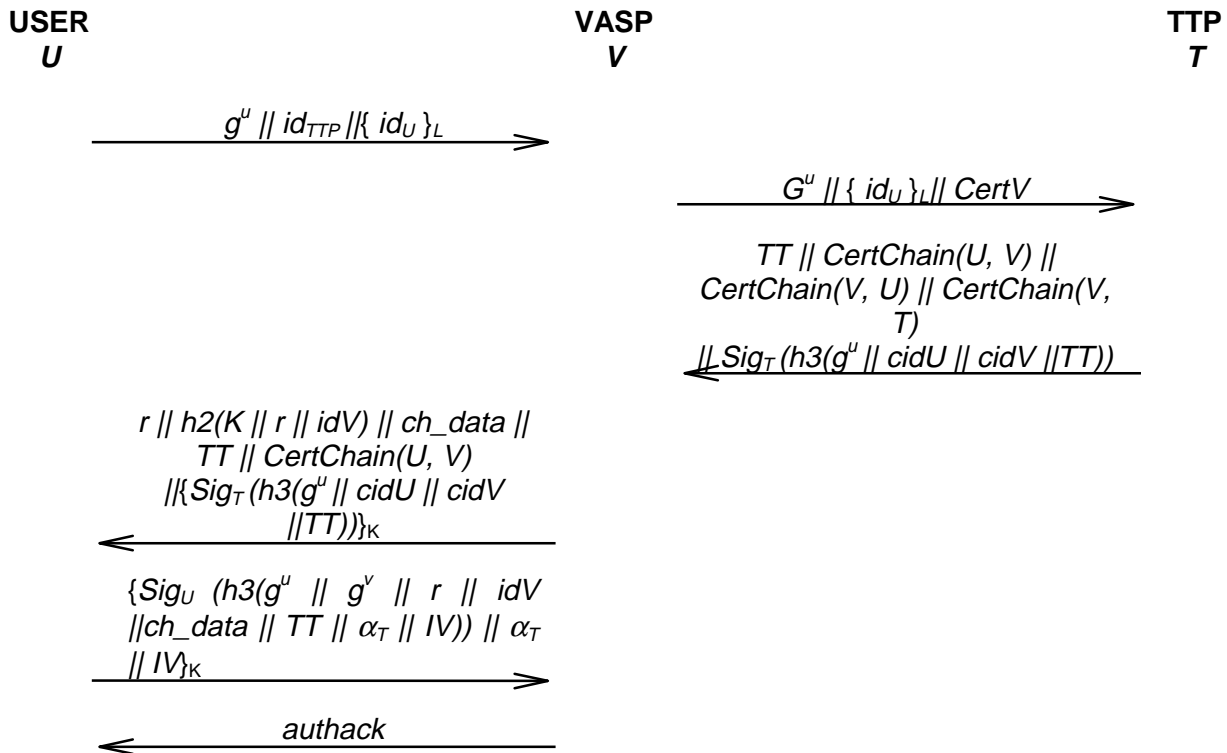 USER VASP TTP
U V T
g^u || id_TTP ||{ id_U }_L
G^u || { id_U }_L|| CertV
TT || CertChain(U, V) ||
CertChain(V, U) || CertChain(V,
T)
|| Sig_T (h3(g^u || cidU || cidV ||TT))
r || h2(K || r || idV) || ch_data ||
TT || CertChain(U, V)
||{Sig_T (h3(g^u || cidU || cidV
||TT))}_K
{Sig_U (h3(g^u || g^v || r || idV
||ch_data || TT || α_T || IV)) || α_T
|| IV}_K
authack